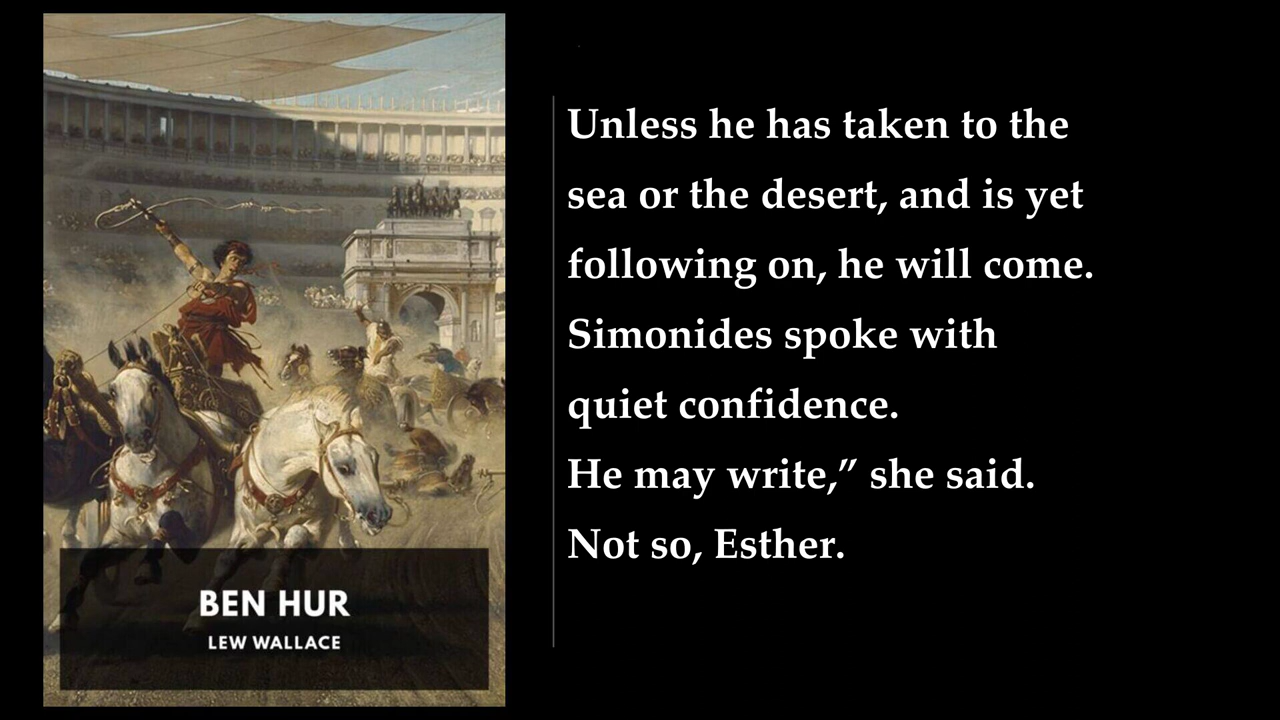 BEN HUR
LEW WALLACE
Unless he has taken to the
sea or the desert, and is yet
following on, he will come.
Simonides spoke with
quiet confidence.
He may write,” she said.
Not so, Esther.